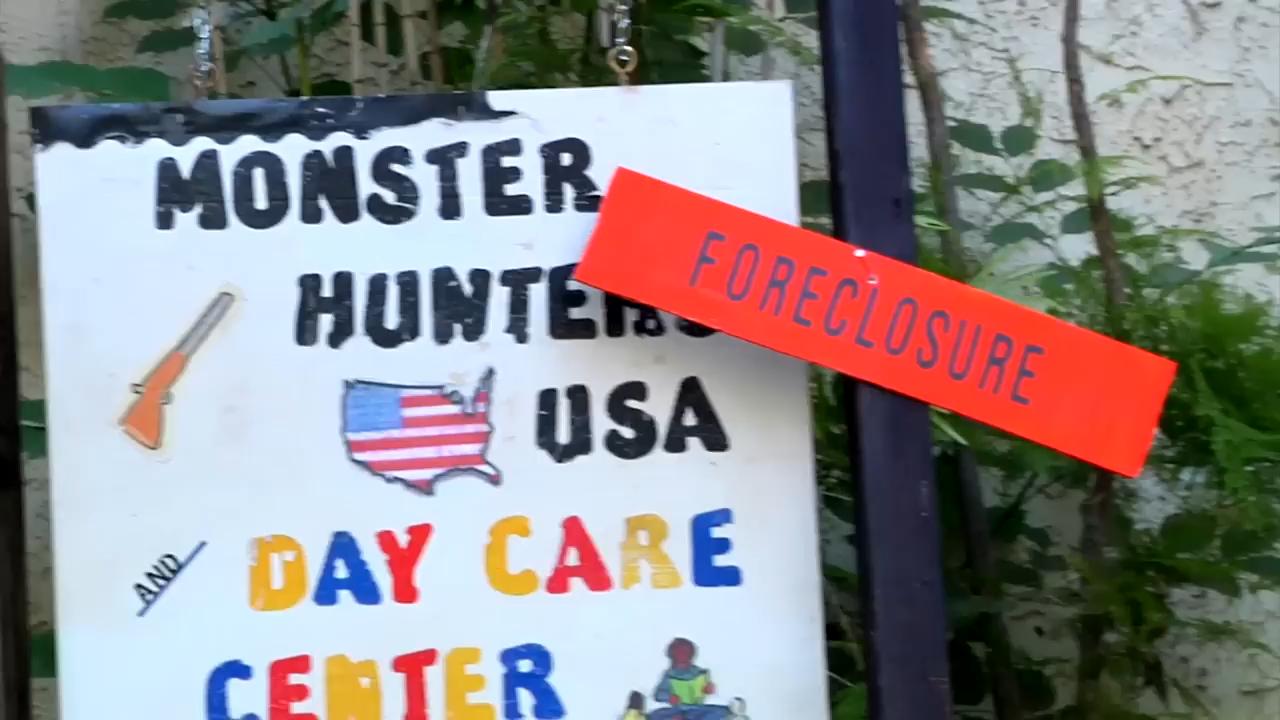 MONSTER
HUNTERS
USA
AND
DAY CARE
CENTER
FORECLOSURE